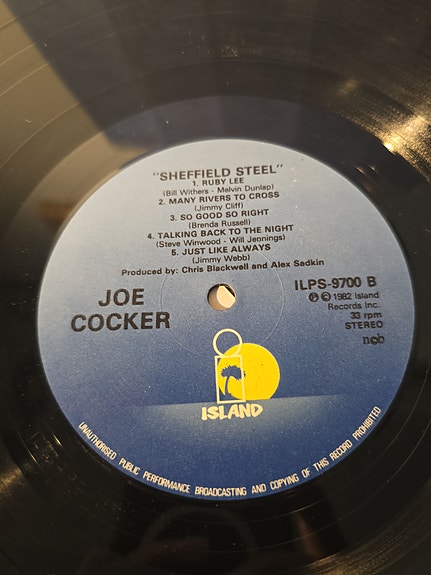 "SHEFFIELD STEEL"
1. RUBY LEE
(Bill Withers - Melvin Dunlap)
2. MANY RIVERS TO CROSS
(Jimmy Cliff)
3. SO GOOD SO RIGHT
(Brenda Russell)
4. TALKING BACK TO THE NIGHT
(Steve Winwood - Will Jennings)
5. JUST LIKE ALWAYS
(Jimmy Webb)
Produced by: Chris Blackwell and Alex Sadkin
JOE
COCKER
ILPS-9700 B
℗ © 1982 Island
Records Inc.
33 rpm
STEREO
ncb
ISLAND
UNAUTHORISED PUBLIC PERFORMANCE BROADCASTING AND COPYING OF THIS RECORD PROHIBITED